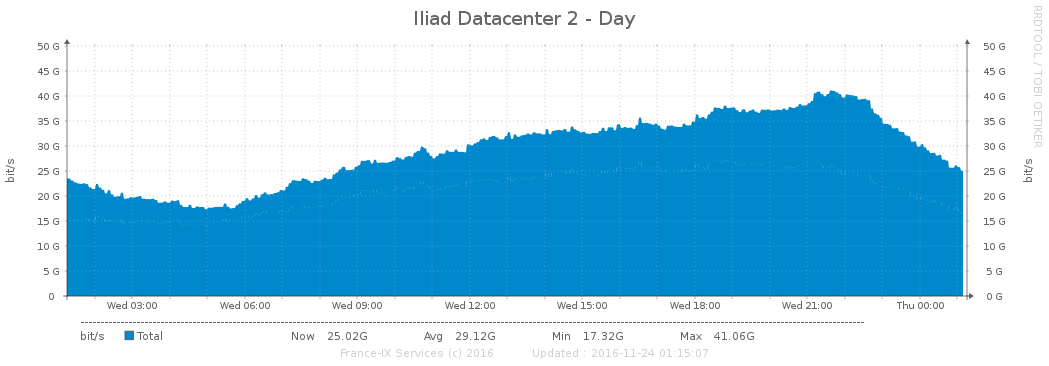 Iliad Datacenter 2 - Day
RRDTOOL / TOBI OETIKER
50 G 50 G
45 G 45 G
40 G 40 G
35 G 35 G
30 G 30 G
25 G 25 G
20 G 20 G
15 G 15 G
10 G 10 G
5 G 5 G
0 0 G
bit/s bit/s
Wed 03:00 Wed 06:00 Wed 09:00 Wed 12:00 Wed 15:00 Wed 18:00 Wed 21:00 Thu 00:00
bit/s Total Now 25.02G Avg 29.12G Min 17.32G Max 41.06G
France-IX Services (c) 2016 Updated : 2016-11-24 01:15:07